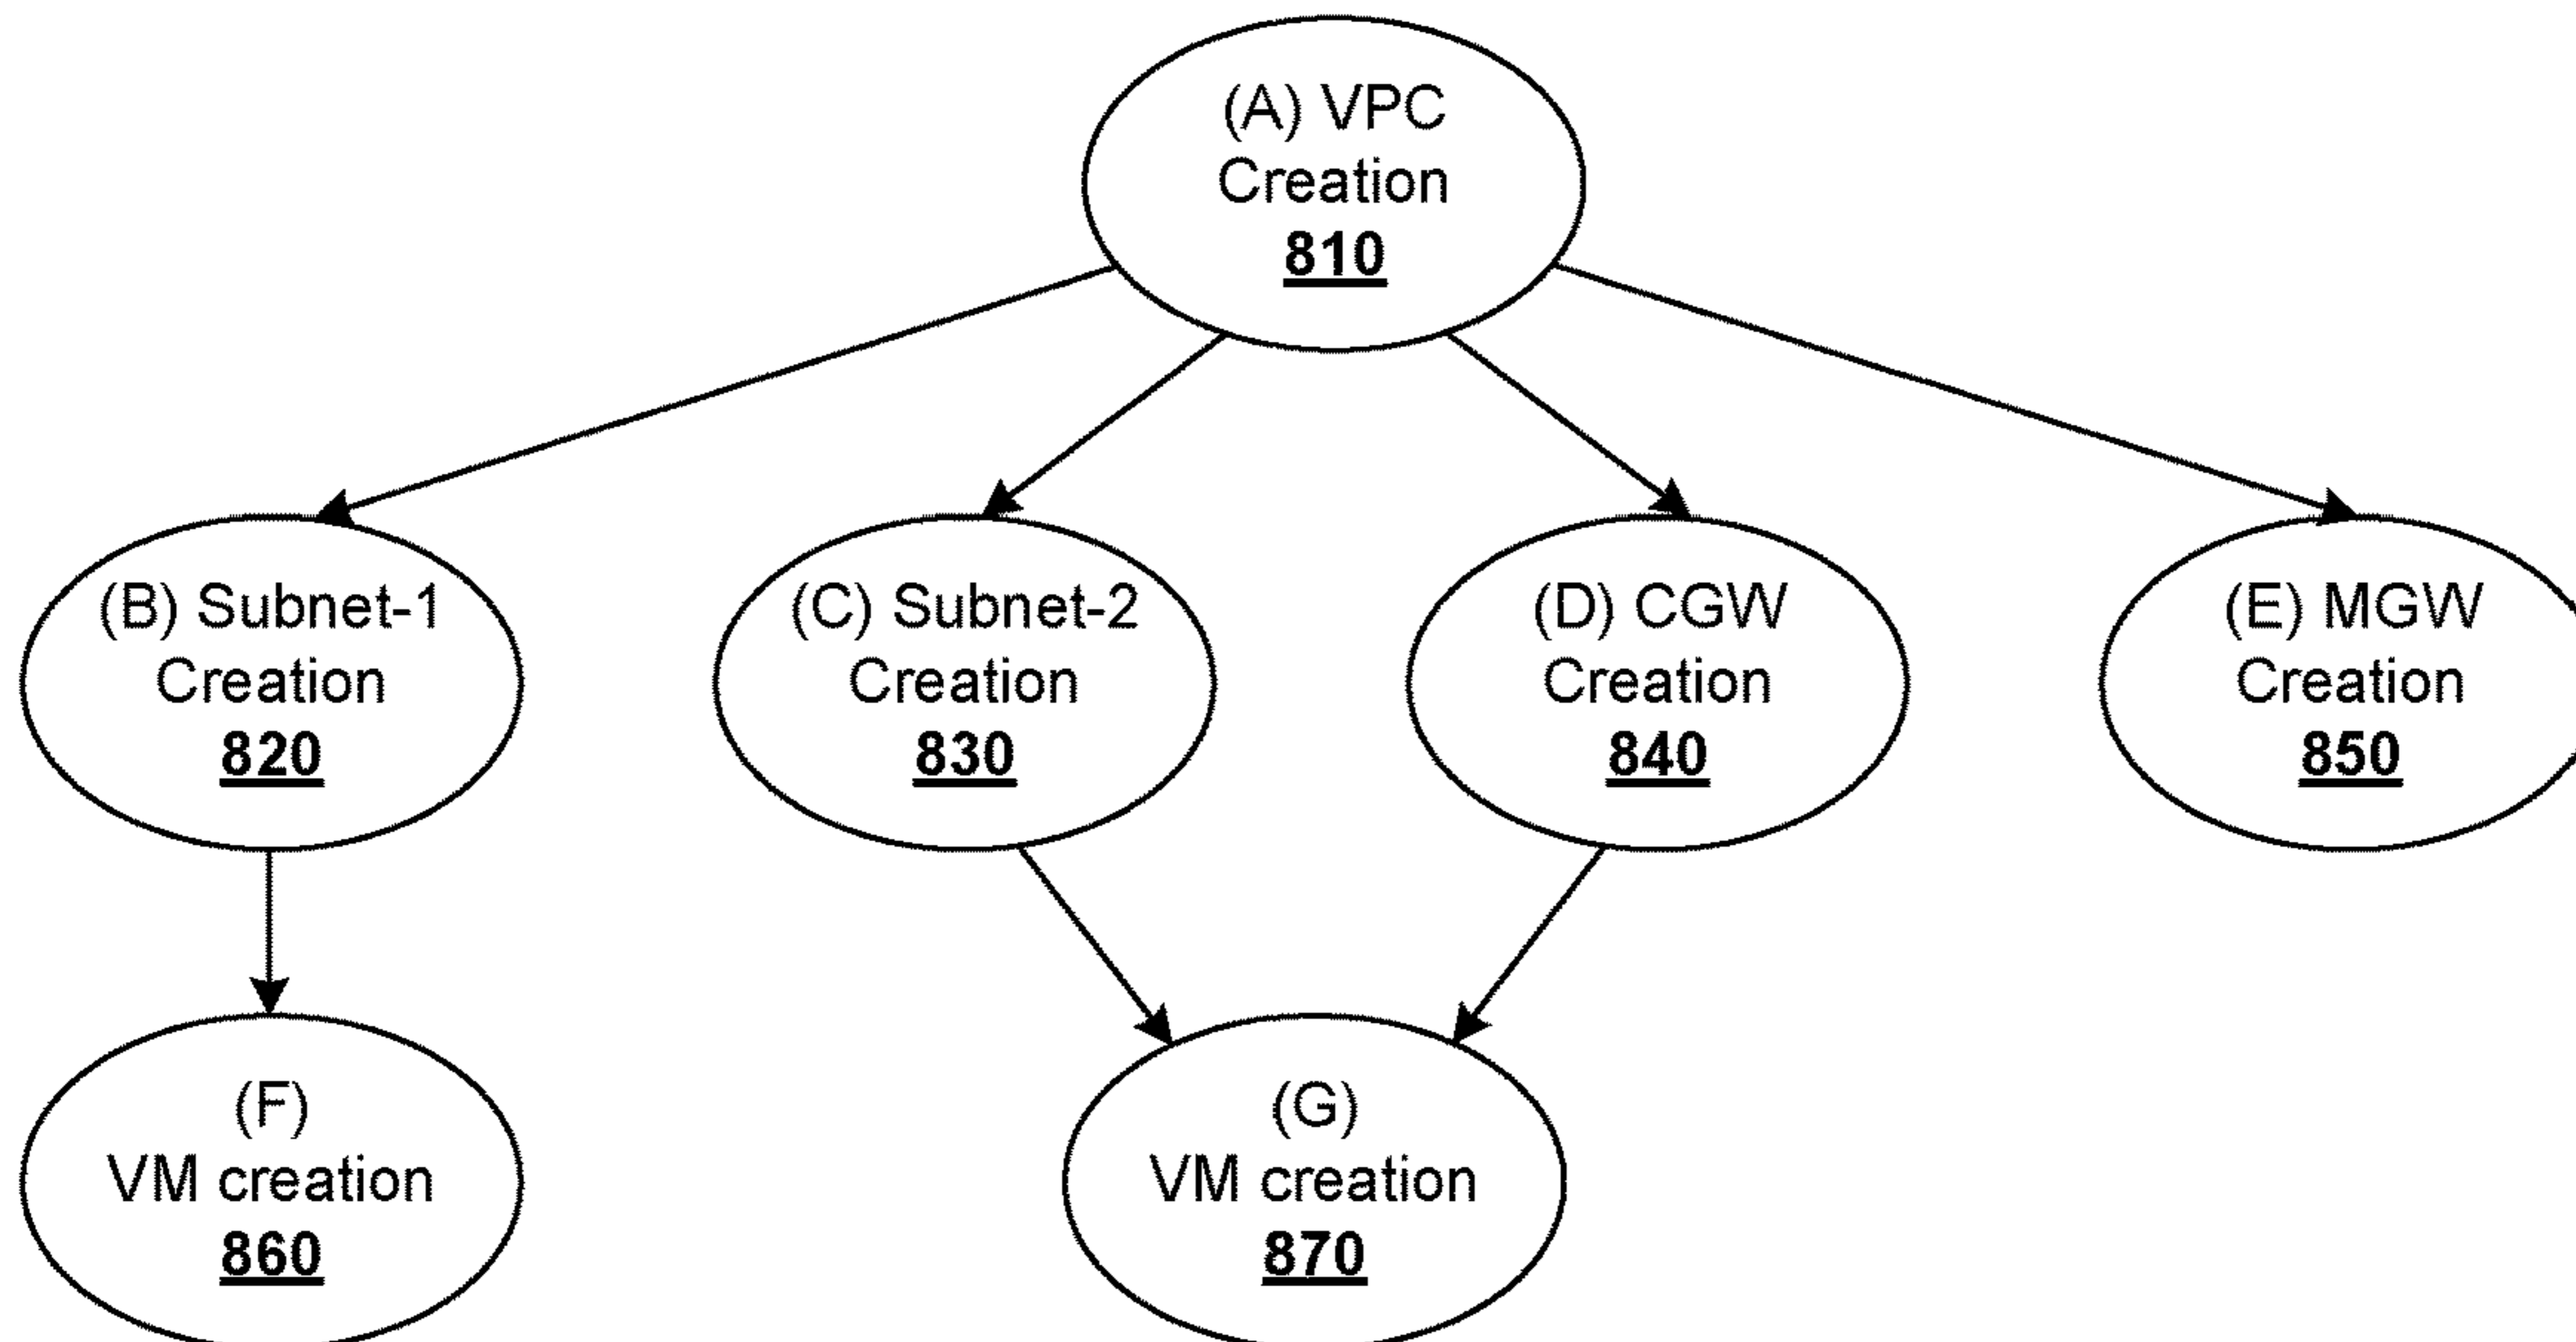 (A) VPC
Creation
810
(B) Subnet-1
Creation
820
(C) Subnet-2
Creation
830
(D) CGW
Creation
840
(E) MGW
Creation
850
(F)
VM creation
860
(G)
VM creation
870